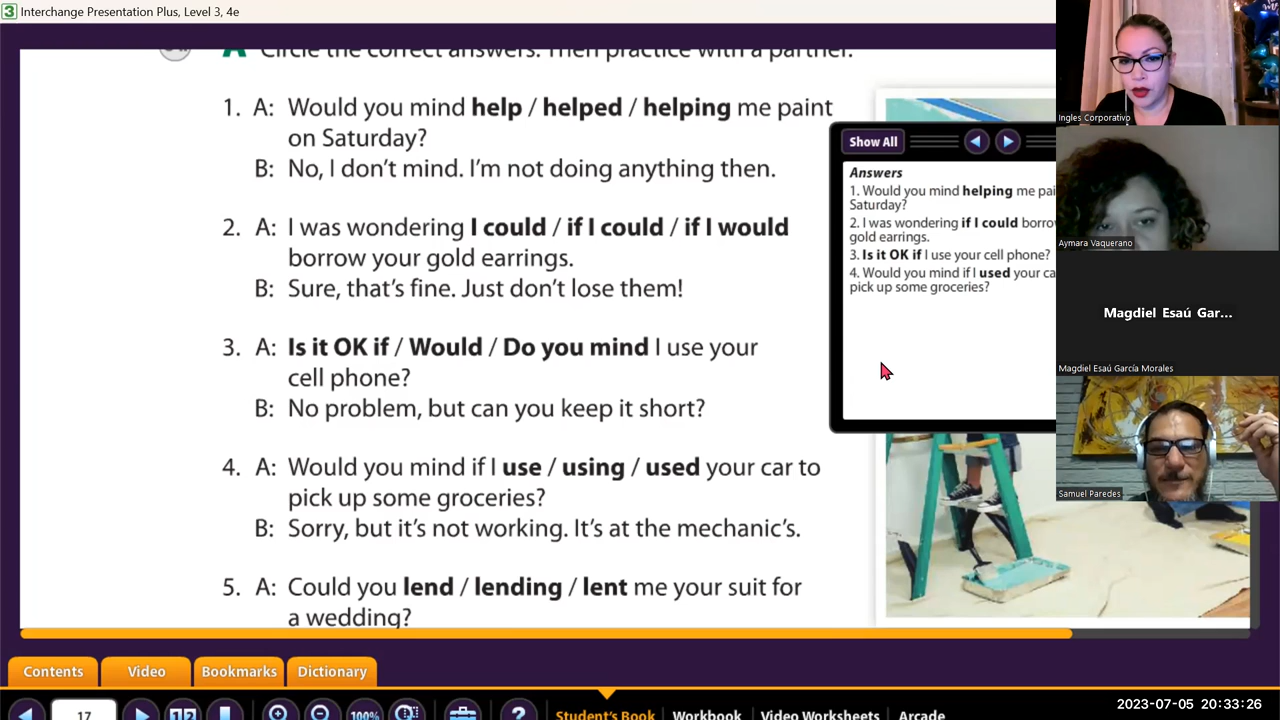 Interchange Presentation Plus, Level 3, 4e
A Circle the correct answers. Then practice with a partner.
1. A: Would you mind help / helped / helping me paint
on Saturday?
B: No, I don't mind. I'm not doing anything then.
2. A: I was wondering I could / if I could / if I would
borrow your gold earrings.
B: Sure, that's fine. Just don't lose them!
3. A: Is it OK if / Would / Do you mind I use your
cell phone?
B: No problem, but can you keep it short?
4. A: Would you mind if I use / using / used your car to
pick up some groceries?
B: Sorry, but it's not working. It's at the mechanic's.
5. A: Could you lend / lending / lent me your suit for
a wedding?
Show All
Answers
1. Would you mind helping me
Saturday?
2. I was wondering if I could
gold earrings.
3. Is it OK if I use your cell phone?
4. Would you mind if I used your
pick up some groceries?
Ingles Corporativo
Aymara Vaquerano
Magdiel Esaú Gar...
Magdiel Esaú García Morales
Samuel Paredes
Contents
Video
Bookmarks
Dictionary
17
12
100%
?
Student's Book
Workbook
Video Worksheets
Arcade
2023-07-05 20:33:26